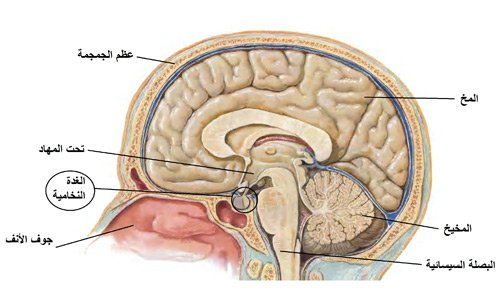 عظم الجمجمة
المخ
تحت المهاد
الغدة
النخامية
المخيخ
جوف الأنف
البصلة السيسائية